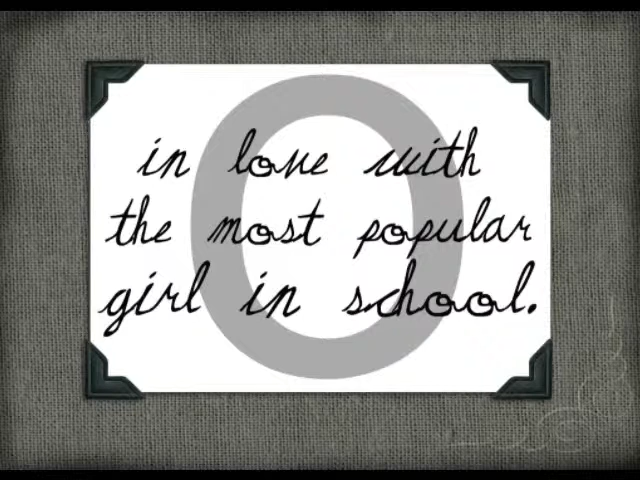 O
in love with
the most popular
girl in school.